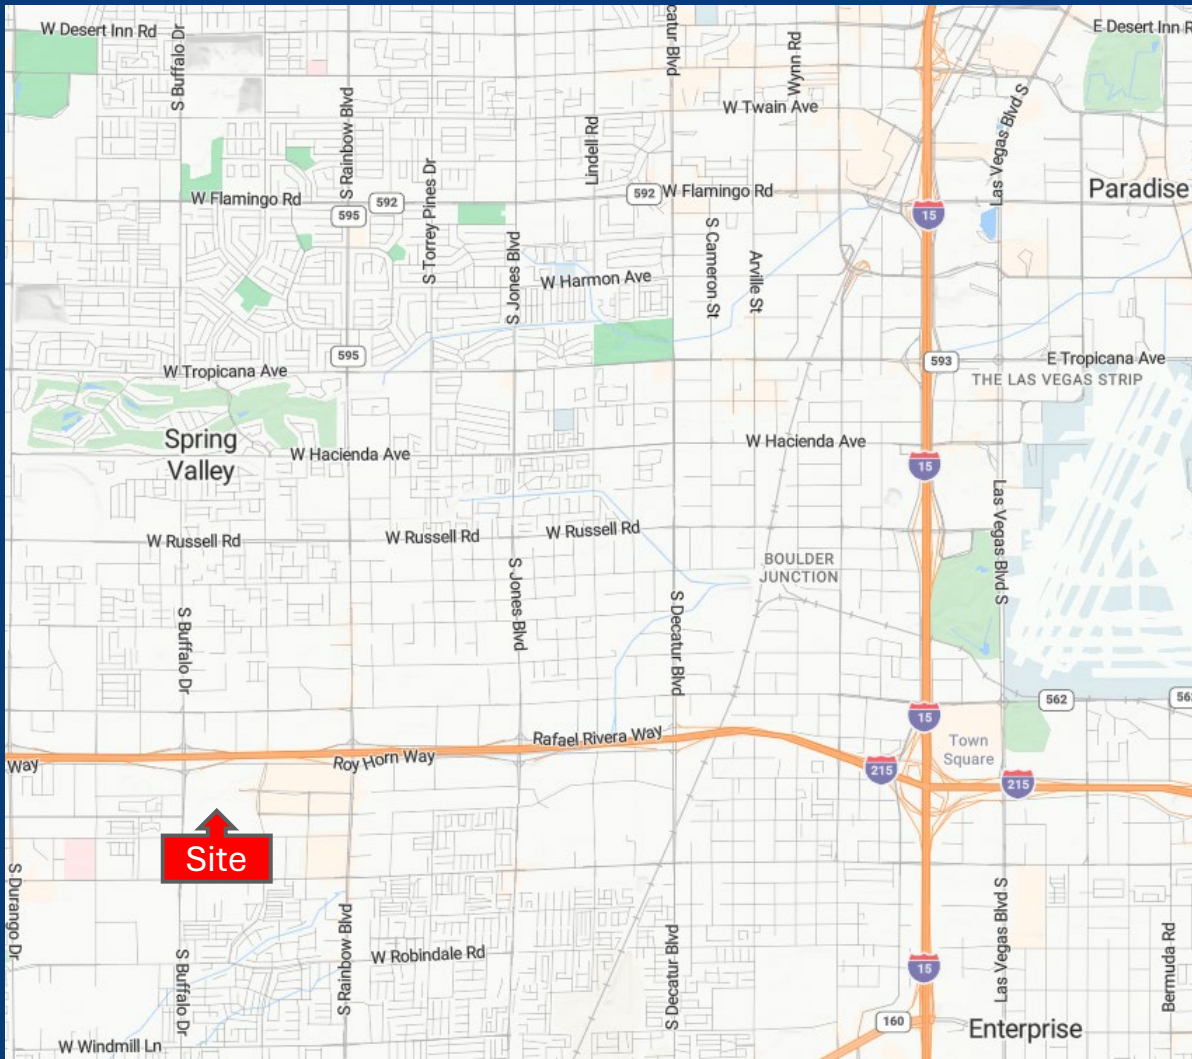 W Desert Inn Rd
E Desert Inn R
S Buffalo Dr
catur Blvd
Wynn Rd
W Twain Ave
Las Vegas Blvd S
S Rainbow Blvd
Lindell Rd
S Torrey Pines Dr
W Flamingo Rd
592
595
592
W Flamingo Rd
Paradise
15
S Jones Blvd
S Cameron St
Arville St
W Harmon Ave
595
W Tropicana Ave
593
E Tropicana Ave
THE LAS VEGAS STRIP
Spring
Valley
W Hacienda Ave
W Hacienda Ave
15
Las Vegas Blvd S
W Russell Rd
W Russell Rd
W Russell Rd
BOULDER
JUNCTION
S Jones Blvd
S Decatur Blvd
S Buffalo Dr
562
562
15
Way
Roy Horn Way
Rafael Rivera Way
Town
Square
215
215
Site
S Durango Dr
S Buffalo Dr
S Rainbow Blvd
W Robindale Rd
S Decatur Blvd
Las Vegas Blvd S
Bermuda Rd
15
160
Enterprise
W Windmill Ln